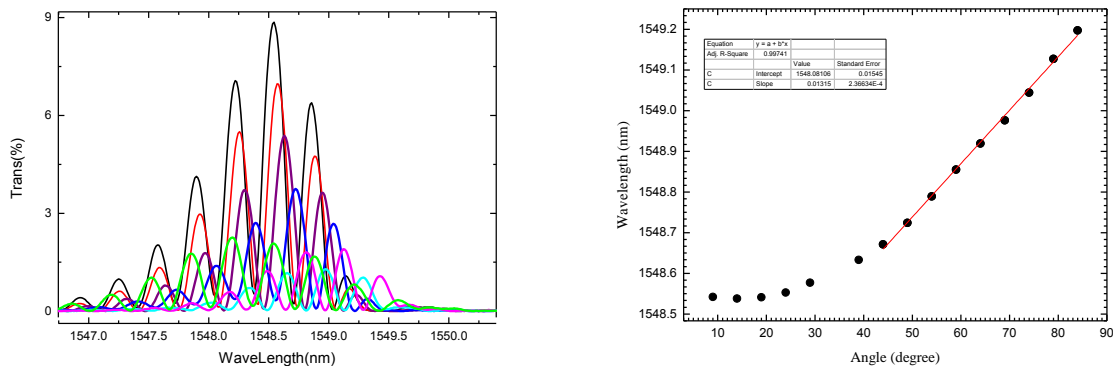 9
6
3
0
Trans(%)
1547.0 1547.5 1548.0 1548.5 1549.0 1549.5 1550.0
WaveLength(nm)
1549.2
1549.1
1549.0
1548.9
1548.8
1548.7
1548.6
1548.5
Wavelength (nm)
Equation y = a + b*x
Adj. R-Square 0.99741
Value Standard Error
C Intercept 1548.08106 0.01545
C Slope 0.01315 2.36634E-4
10 20 30 40 50 60 70 80 90
Angle (degree)